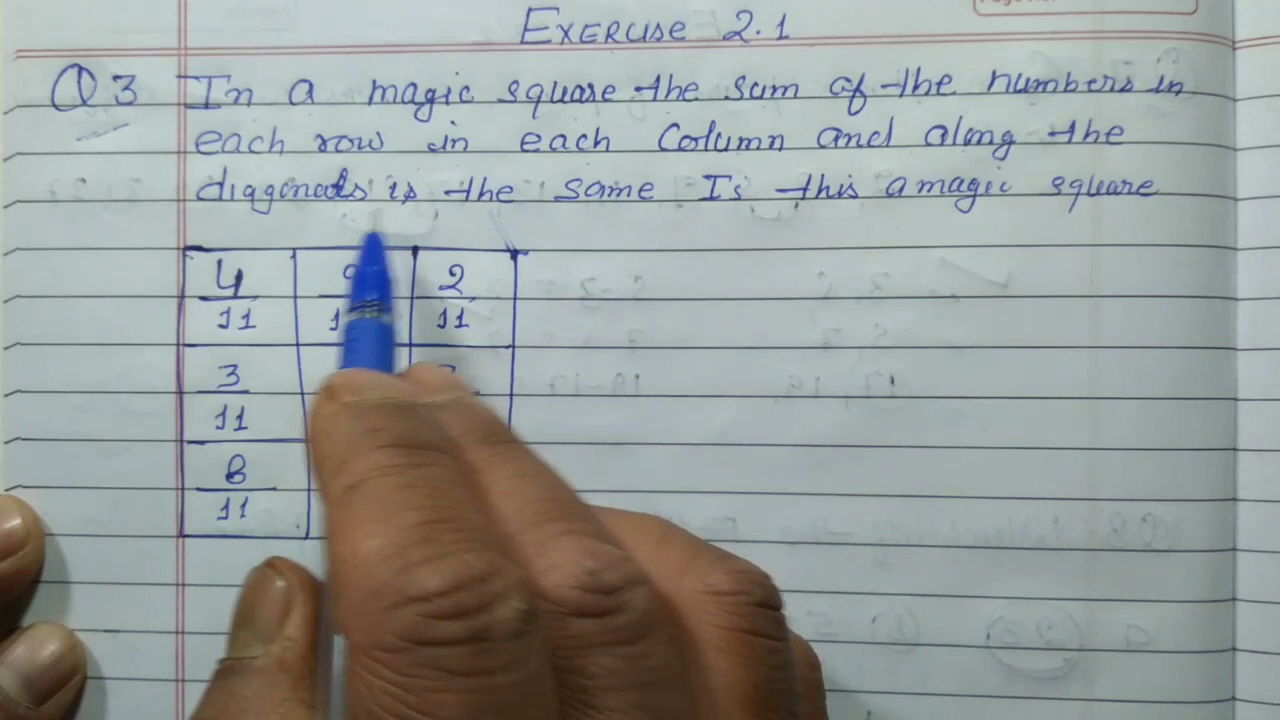 EXERCISE 2.1
Q 3 In a magic square the sum of the numbers in
each row in each Column and along the
diagonals is the same Is this a magic square
4 2
11 11
3
11
8
11